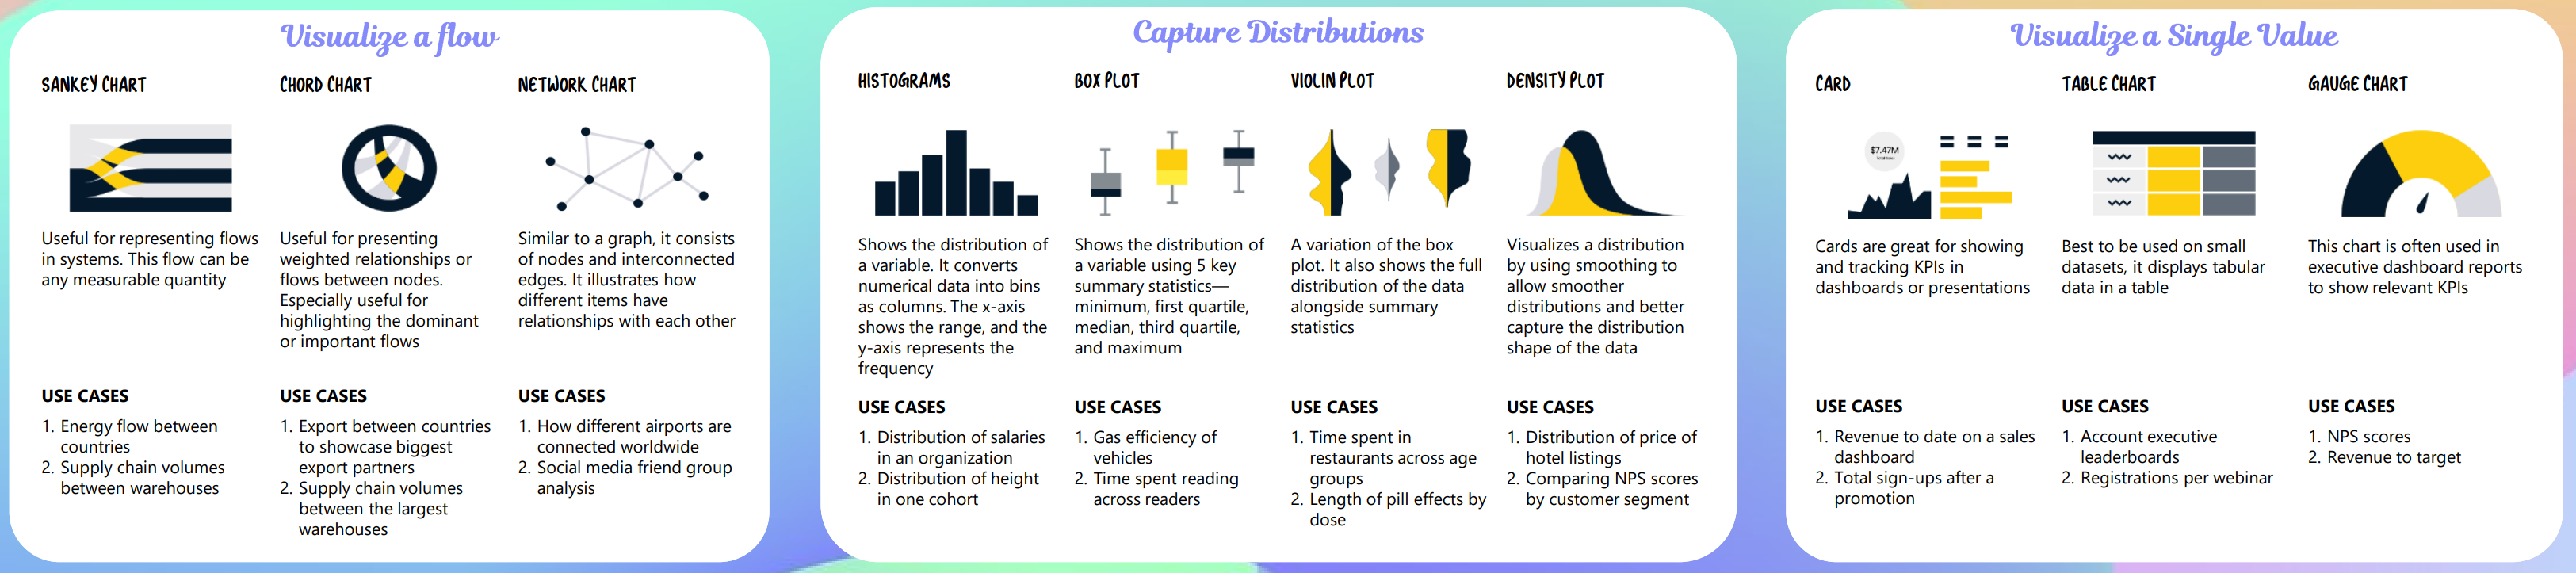 Visualize a flow
SANKEY CHART
Useful for representing flows
in systems. This flow can be
any measurable quantity
USE CASES
1. Energy flow between
countries
2. Supply chain volumes
between warehouses
CHORD CHART
Useful for presenting
weighted relationships or
flows between nodes.
Especially useful for
highlighting the dominant
or important flows
USE CASES
1. Export between countries
to showcase biggest
export partners
2. Supply chain volumes
between the largest
warehouses
NETWORK CHART
Similar to a graph, it consists
of nodes and interconnected
edges. It illustrates how
different items have
relationships with each other
USE CASES
1. How different airports are
connected worldwide
2. Social media friend group
analysis
Capture Distributions
HISTOGRAMS
Shows the distribution of
a variable. It converts
numerical data into bins
as columns. The x-axis
shows the range, and the
y-axis represents the
frequency
USE CASES
1. Distribution of salaries
in an organization
2. Distribution of height
in one cohort
BOX PLOT
Shows the distribution of
a variable using 5 key
summary statistics—
minimum, first quartile,
median, third quartile,
and maximum
USE CASES
1. Gas efficiency of
vehicles
2. Time spent reading
across readers
VIOLIN PLOT
A variation of the box
plot. It also shows the full
distribution of the data
alongside summary
statistics
USE CASES
1. Time spent in
restaurants across age
groups
2. Length of pill effects by
dose
DENSITY PLOT
Visualizes a distribution
by using smoothing to
allow smoother
distributions and better
capture the distribution
shape of the data
USE CASES
1. Distribution of price of
hotel listings
2. Comparing NPS scores
by customer segment
Visualize a Single Value
CARD
$7.47M
Cards are great for showing
and tracking KPIs in
dashboards or presentations
USE CASES
1. Revenue to date on a sales
dashboard
2. Total sign-ups after a
promotion
TABLE CHART
Best to be used on small
datasets, it displays tabular
data in a table
USE CASES
1. Account executive
leaderboards
2. Registrations per webinar
GAUGE CHART
This chart is often used in
executive dashboard reports
to show relevant KPIs
USE CASES
1. NPS scores
2. Revenue to target